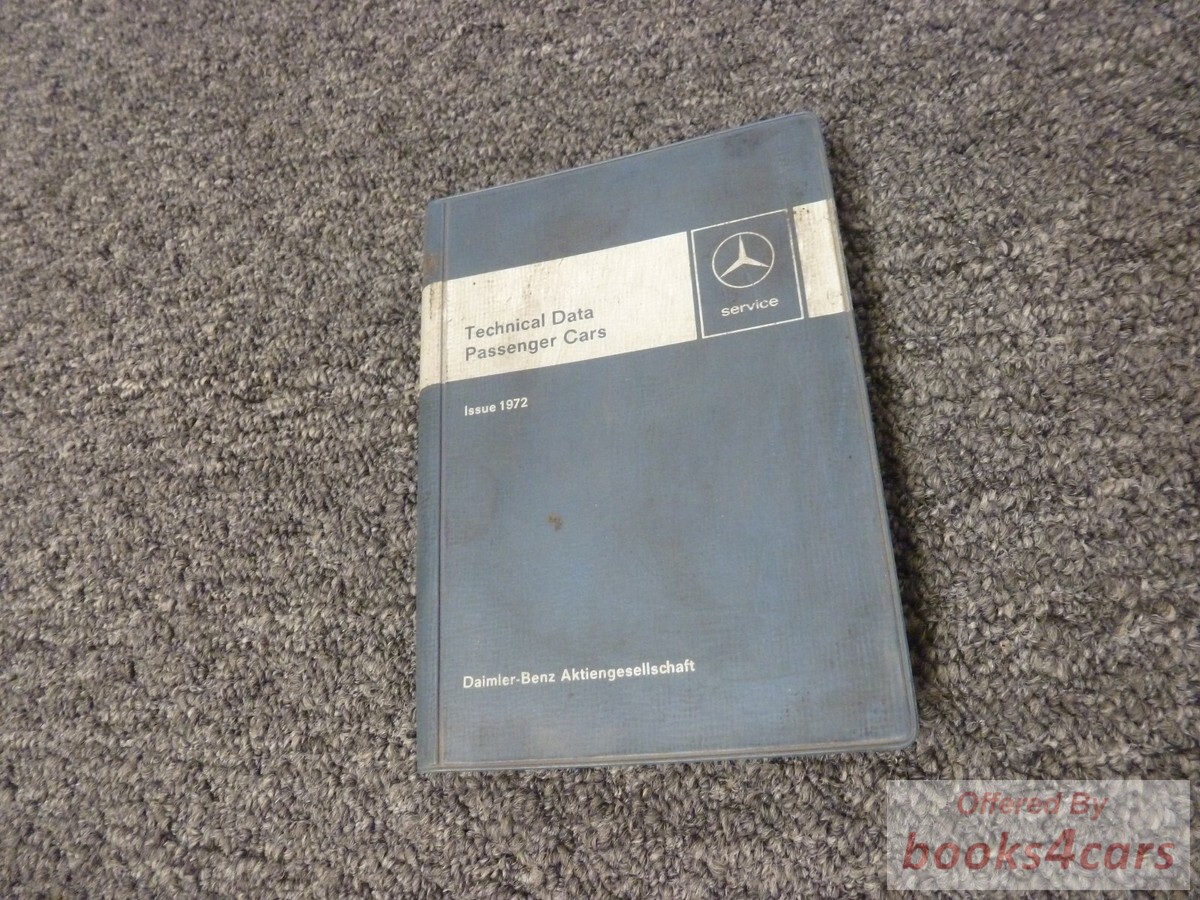 service
Technical Data
Passenger Cars
Issue 1972
Daimler-Benz Aktiengesellschaft
Offered By
books4cars